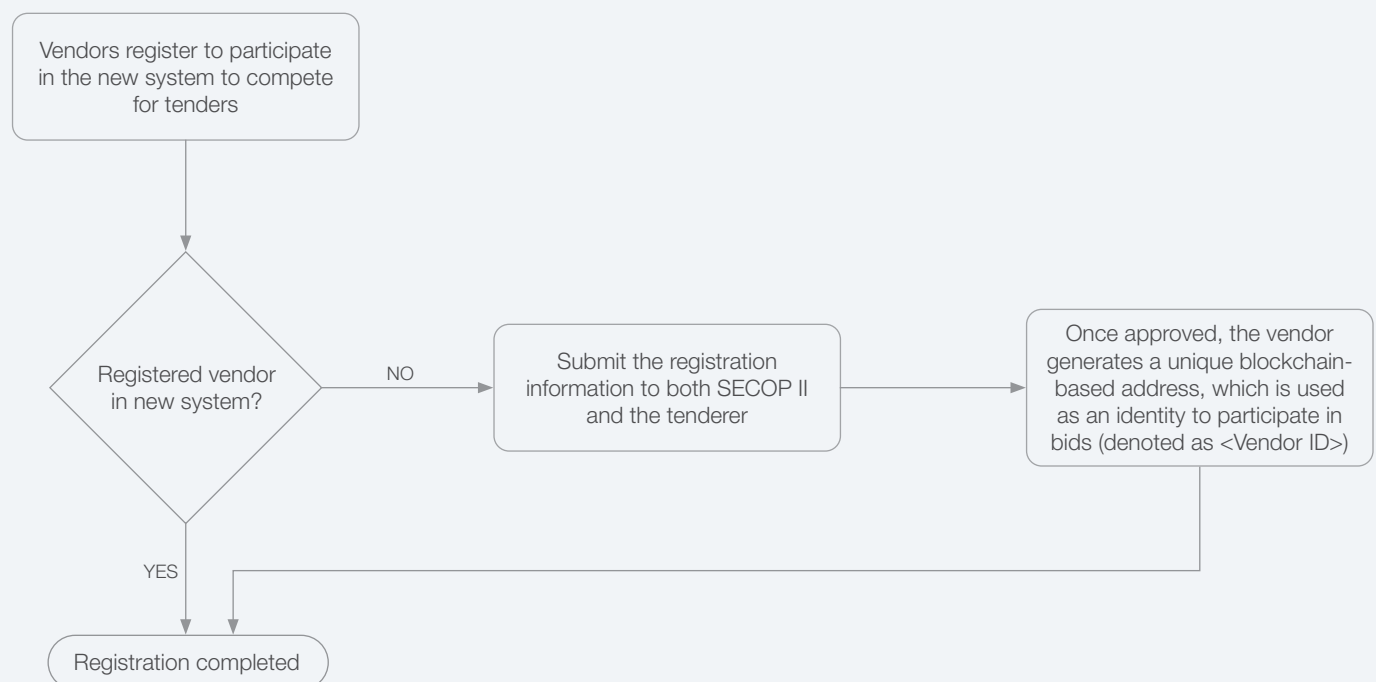 Vendors register to participate
in the new system to compete
for tenders
Registered vendor
in new system?
NO
Submit the registration
information to both SECOP II
and the tenderer
Once approved, the vendor
generates a unique blockchain-
based address, which is used
as an identity to participate in
bids (denoted as <Vendor ID>)
YES
Registration completed